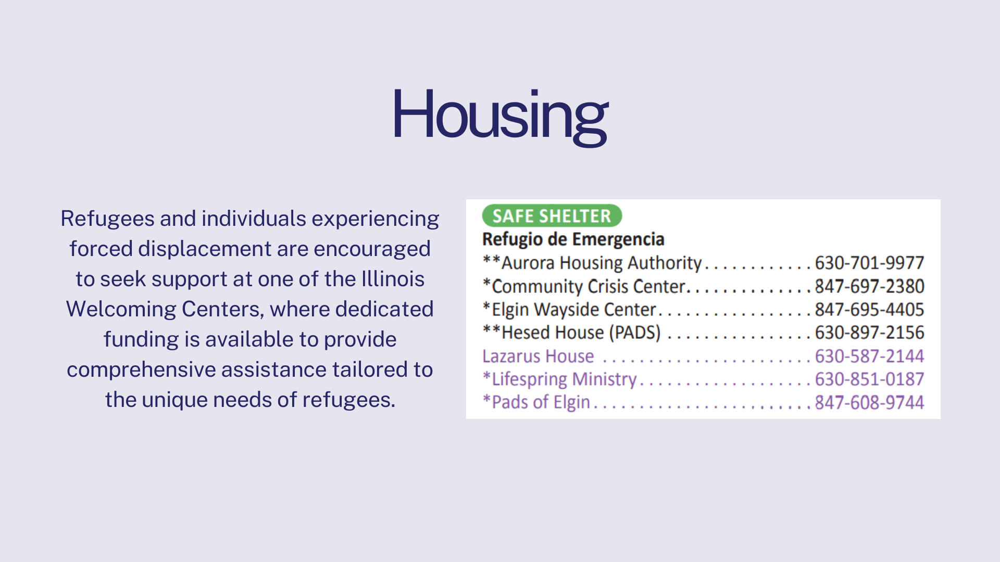 Housing
Refugees and individuals experiencing
forced displacement are encouraged
to seek support at one of the Illinois
Welcoming Centers, where dedicated
funding is available to provide
comprehensive assistance tailored to
the unique needs of refugees.
SAFE SHELTER
Refugio de Emergencia
**Aurora Housing Authority . . . . . . . . . . . . 630-701-9977
*Community Crisis Center. . . . . . . . . . . . . . 847-697-2380
*Elgin Wayside Center . . . . . . . . . . . . . . . . . 847-695-4405
**Hesed House (PADS) . . . . . . . . . . . . . . . . 630-897-2156
Lazarus House . . . . . . . . . . . . . . . . . . . . . . . 630-587-2144
*Lifespring Ministry . . . . . . . . . . . . . . . . . . . 630-851-0187
*Pads of Elgin . . . . . . . . . . . . . . . . . . . . . . . . 847-608-9744